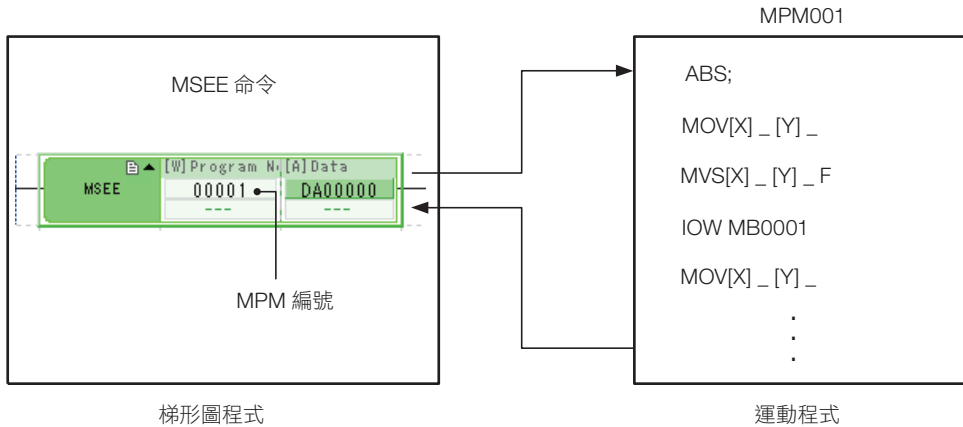 MPM001
MSEE 命令
[W]Program N [A]Data
MSEE 00001 DA00000
--- ---
MPM 編號
ABS;
MOV[X] _ [Y] _
MVS[X] _ [Y] _ F
IOW MB0001
MOV[X] _ [Y] _
.
.
.
梯形圖程式
運動程式